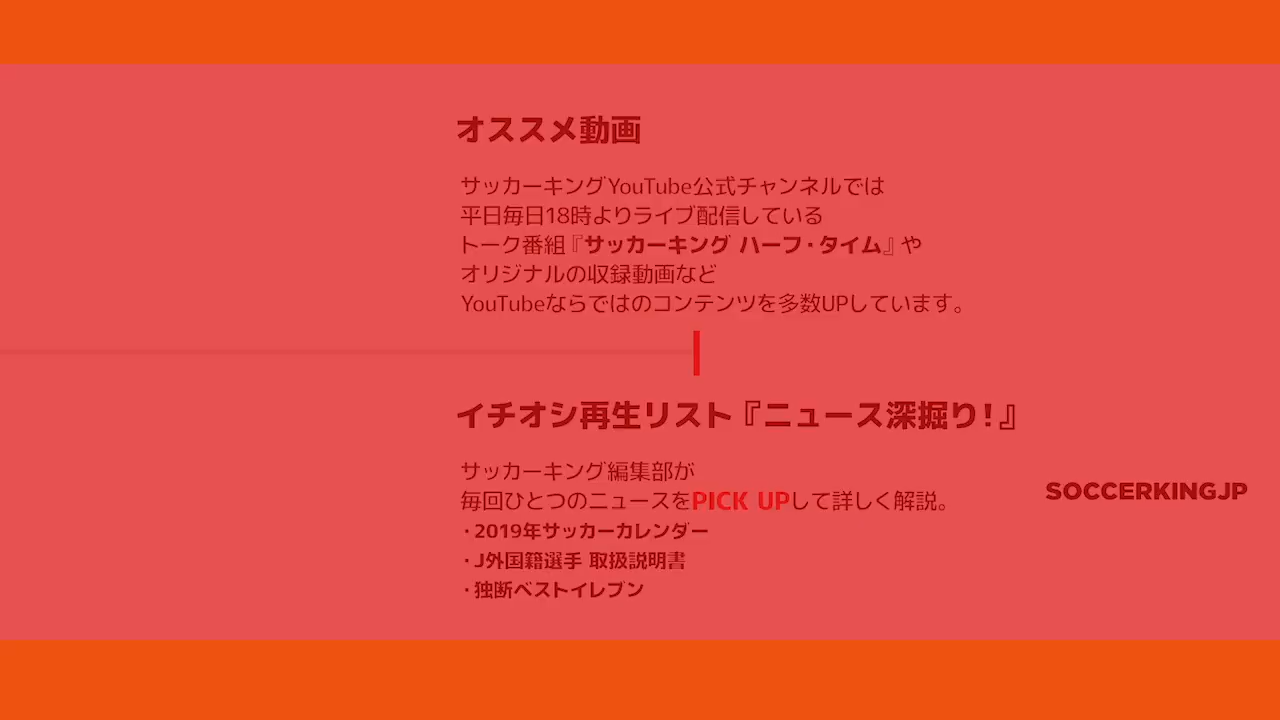 オススメ動画
サッカーキングYouTube公式チャンネルでは
平日毎日18時よりライブ配信している
トーク番組『サッカーキング ハーフ・タイム』や
オリジナルの収録動画など
YouTubeならではのコンテンツを多数UPしています。
イチオシ再生リスト『ニュース深掘り!』
サッカーキング編集部が
毎回ひとつのニュースをPICK UPして詳しく解説。
・2019年サッカーカレンダー
・J外国籍選手 取扱説明書
・独断ベストイレブン
SOCCERKINGJP